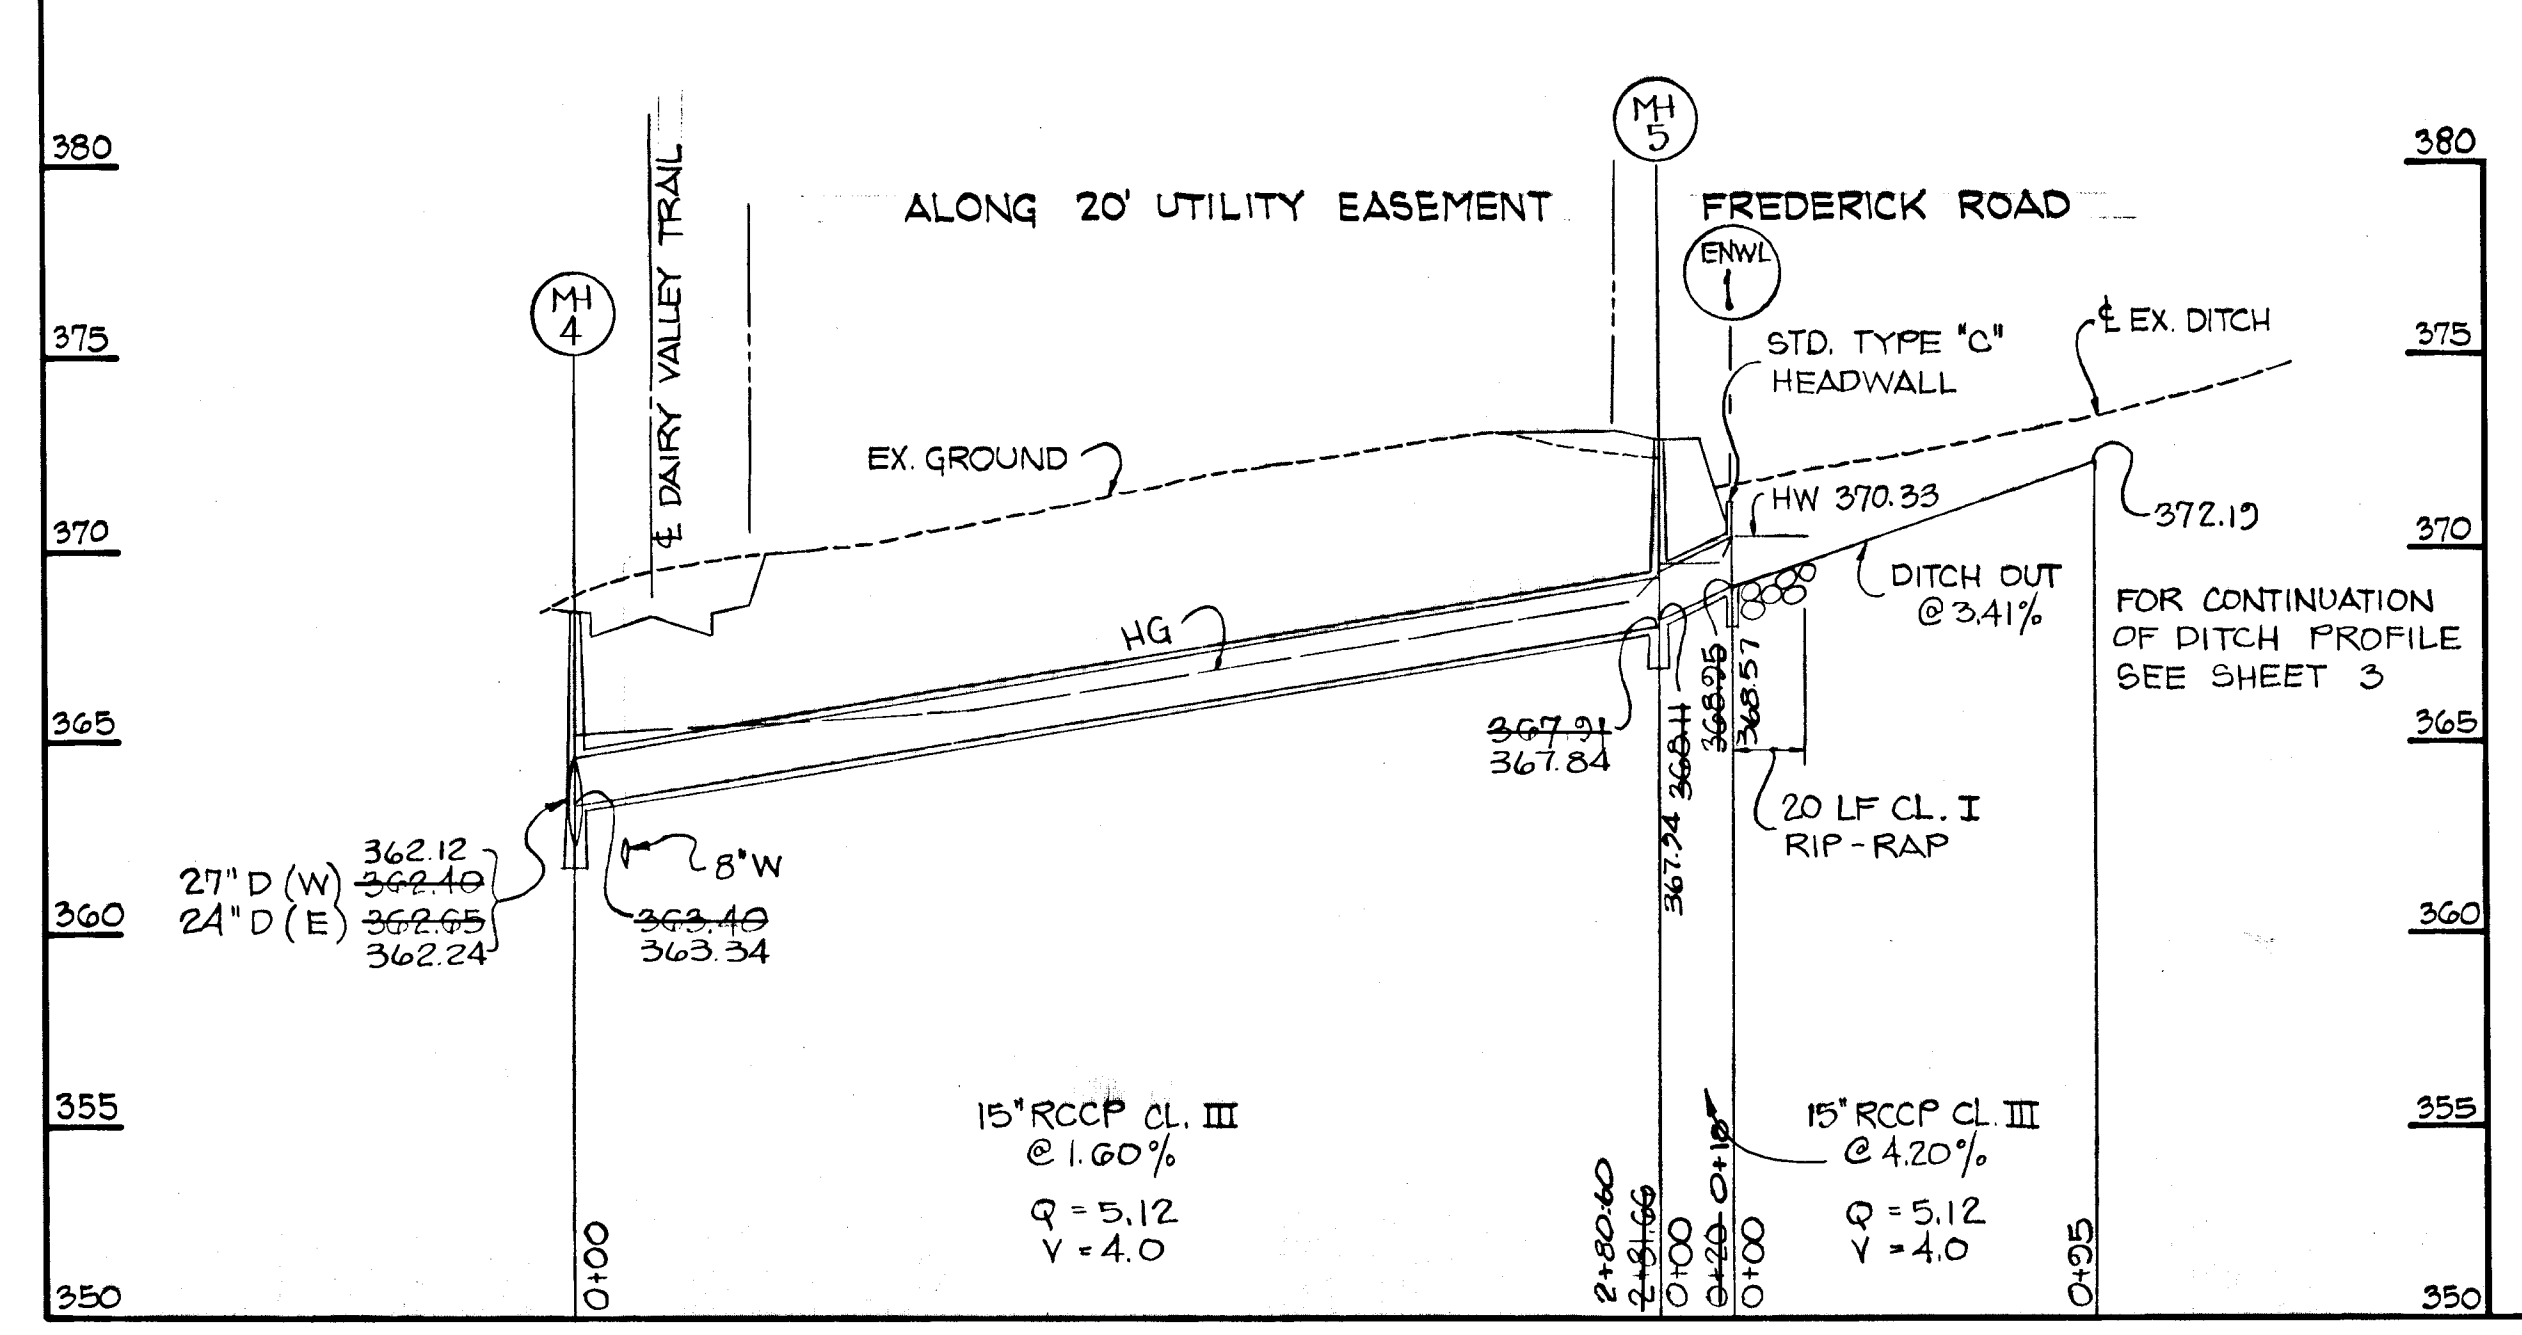 MH
5
380
380
ALONG 20' UTILITY EASEMENT
FREDERICK ROAD
℄ DAIRY VALLEY TRAIL
ENWL
1
MH
4
℄ EX. DITCH
375
375
STD. TYPE "C"
HEADWALL
EX. GROUND
HW 370.33
372.19
370
370
DITCH OUT
@ 3.41%
FOR CONTINUATION
OF DITCH PROFILE
SEE SHEET 3
HG
368.95
368.57
367.91
367.84
368.11
367.94
365
365
20 LF CL. I
RIP-RAP
8" W
362.12
27" D (W) 362.40
24" D (E) 362.65
362.24
363.40
363.34
360
360
15" RCCP CL. III
@ 1.60%
Q = 5.12
V = 4.0
15" RCCP CL. III
@ 4.20%
Q = 5.12
V = 4.0
355
355
0+00
2+80.60
2+81.66
0+00
0+20 0+18
0+00
0+95
350
350